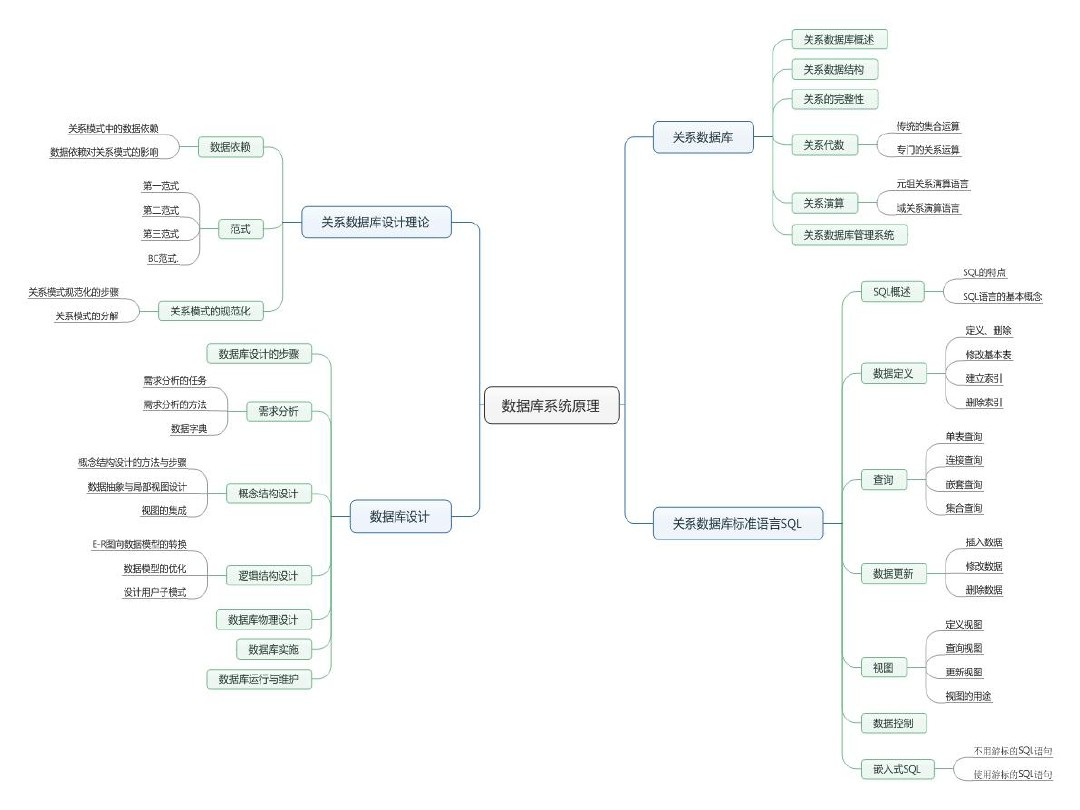 数据库系统原理
关系数据库
关系数据库概述
关系数据结构
关系的完整性
关系代数
传统的集合运算
专门的关系运算
关系演算
元组关系演算语言
域关系演算语言
关系数据库管理系统
关系数据库标准语言SQL
SQL概述
SQL的特点
SQL语言的基本概念
数据定义
定义、删除
修改基本表
建立索引
删除索引
查询
单表查询
连接查询
嵌套查询
集合查询
数据更新
插入数据
修改数据
删除数据
视图
定义视图
查询视图
更新视图
视图的用途
数据控制
嵌入式SQL
不用游标的SQL语句
使用游标的SQL语句
关系数据库设计理论
数据依赖
关系模式中的数据依赖
数据依赖对关系模式的影响
范式
第一范式
第二范式
第三范式
BC范式.
关系模式的规范化
关系模式规范化的步骤
关系模式的分解
数据库设计
数据库设计的步骤
需求分析
需求分析的任务
需求分析的方法
数据字典
概念结构设计
概念结构设计的方法与步骤
数据抽象与局部视图设计
视图的集成
逻辑结构设计
E-R图向数据模型的转换
数据模型的优化
设计用户子模式
数据库物理设计
数据库实施
数据库运行与维护